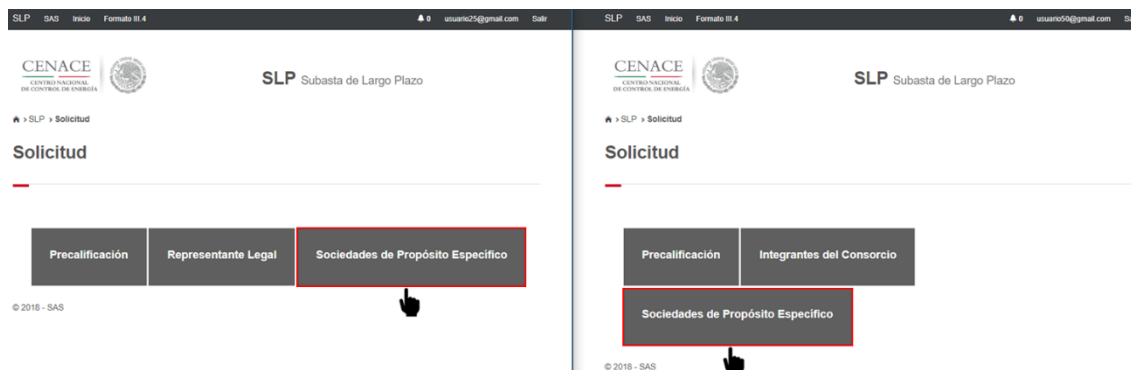 SLP SAS Inicio Formato III.4 0 usuario25@gmail.com Salir
CENACE
CENTRO NACIONAL
DE CONTROL DE ENERGÍA
SLP Subasta de Largo Plazo
> SLP > Solicitud
Solicitud
Precalificación Representante Legal Sociedades de Propósito Específico
© 2018 - SAS
SLP SAS Inicio Formato III.4 0 usuario50@gmail.com Sa
CENACE
CENTRO NACIONAL
DE CONTROL DE ENERGÍA
SLP Subasta de Largo Plazo
> SLP > Solicitud
Solicitud
Precalificación Integrantes del Consorcio
Sociedades de Propósito Específico
© 2018 - SAS